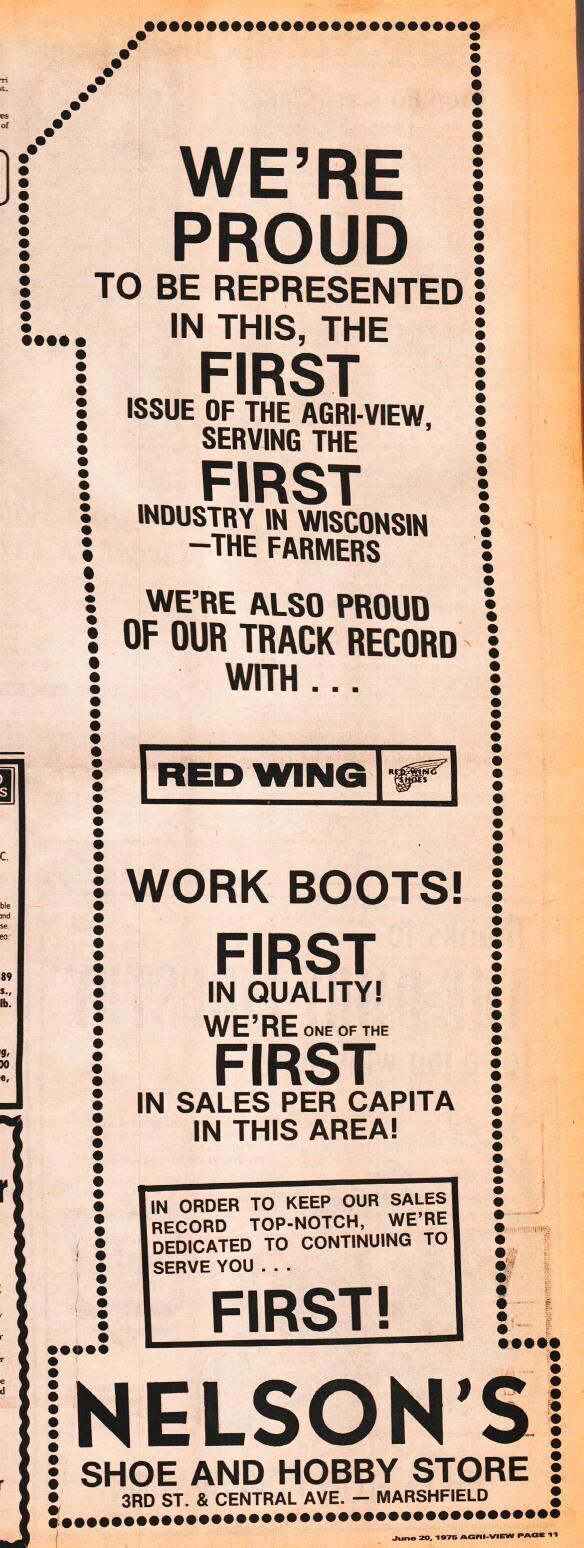 WE'RE
PROUD
TO BE REPRESENTED
IN THIS, THE
FIRST
ISSUE OF THE AGRI-VIEW,
SERVING THE
FIRST
INDUSTRY IN WISCONSIN
—THE FARMERS
WE'RE ALSO PROUD
OF OUR TRACK RECORD
WITH . . .
RED WING
RED WING
SHOES
WORK BOOTS!
FIRST
IN QUALITY!
WE'RE ONE OF THE
FIRST
IN SALES PER CAPITA
IN THIS AREA!
IN ORDER TO KEEP OUR SALES
RECORD TOP-NOTCH, WE'RE
DEDICATED TO CONTINUING TO
SERVE YOU . . .
FIRST!
NELSON'S
SHOE AND HOBBY STORE
3RD ST. & CENTRAL AVE. — MARSHFIELD
June 20, 1975 AGRI-VIEW PAGE 11